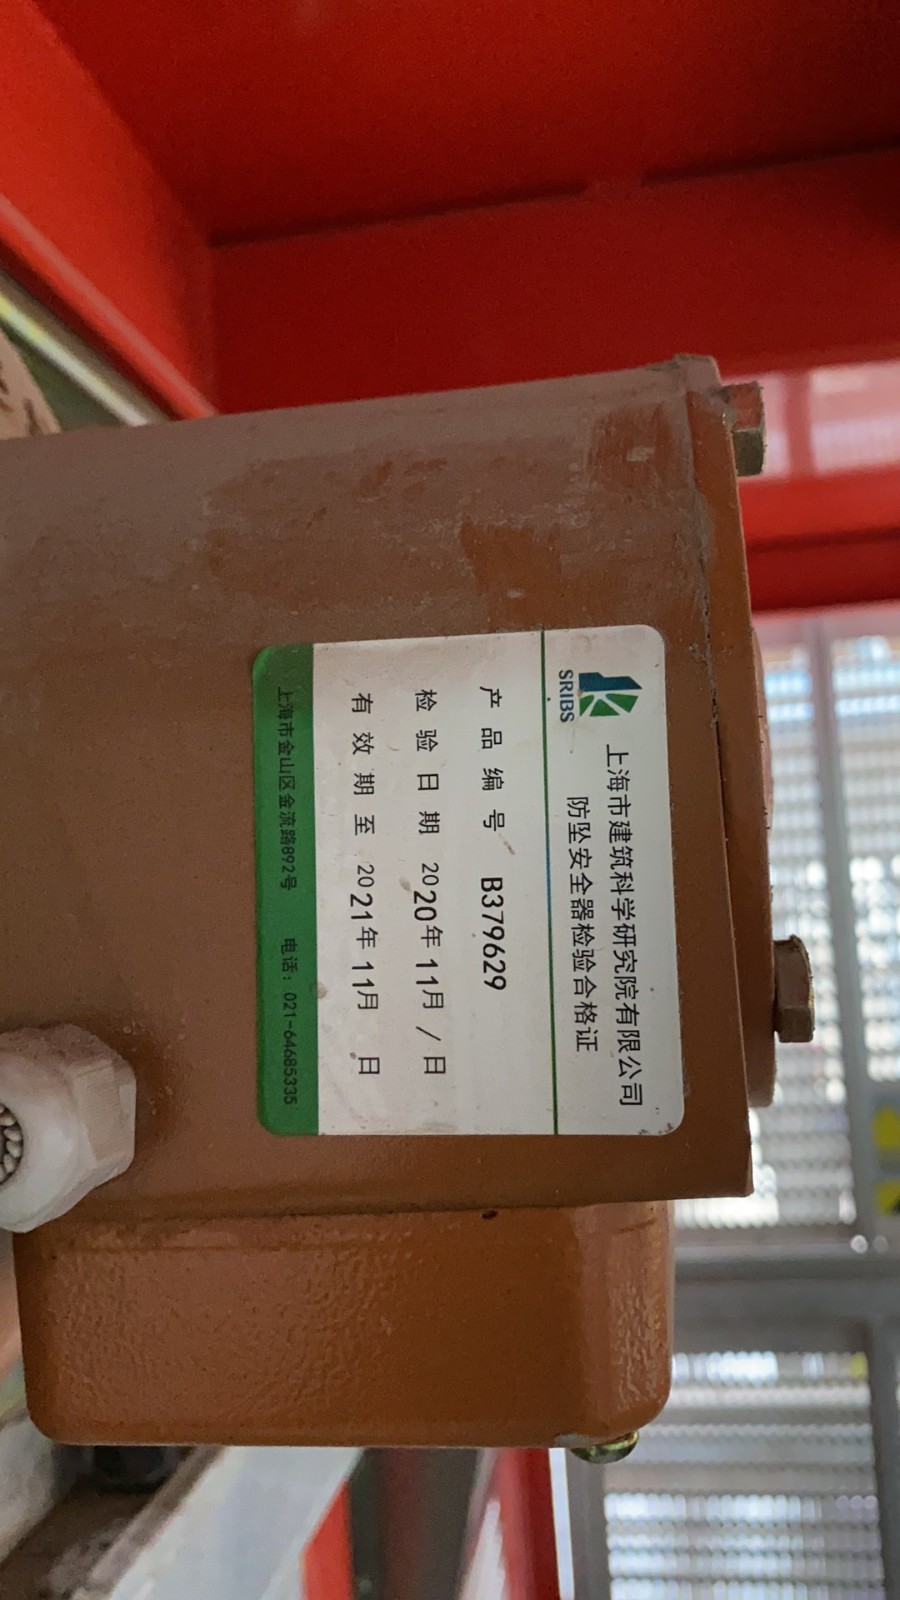 SRIBS
上海市建筑科学研究院有限公司
防坠安全器检验合格证
产品编号 B379629
检验日期 2020年11月/日
有效期至 2021年11月 日
上海市金山区金流路892号 电话：021-64685335